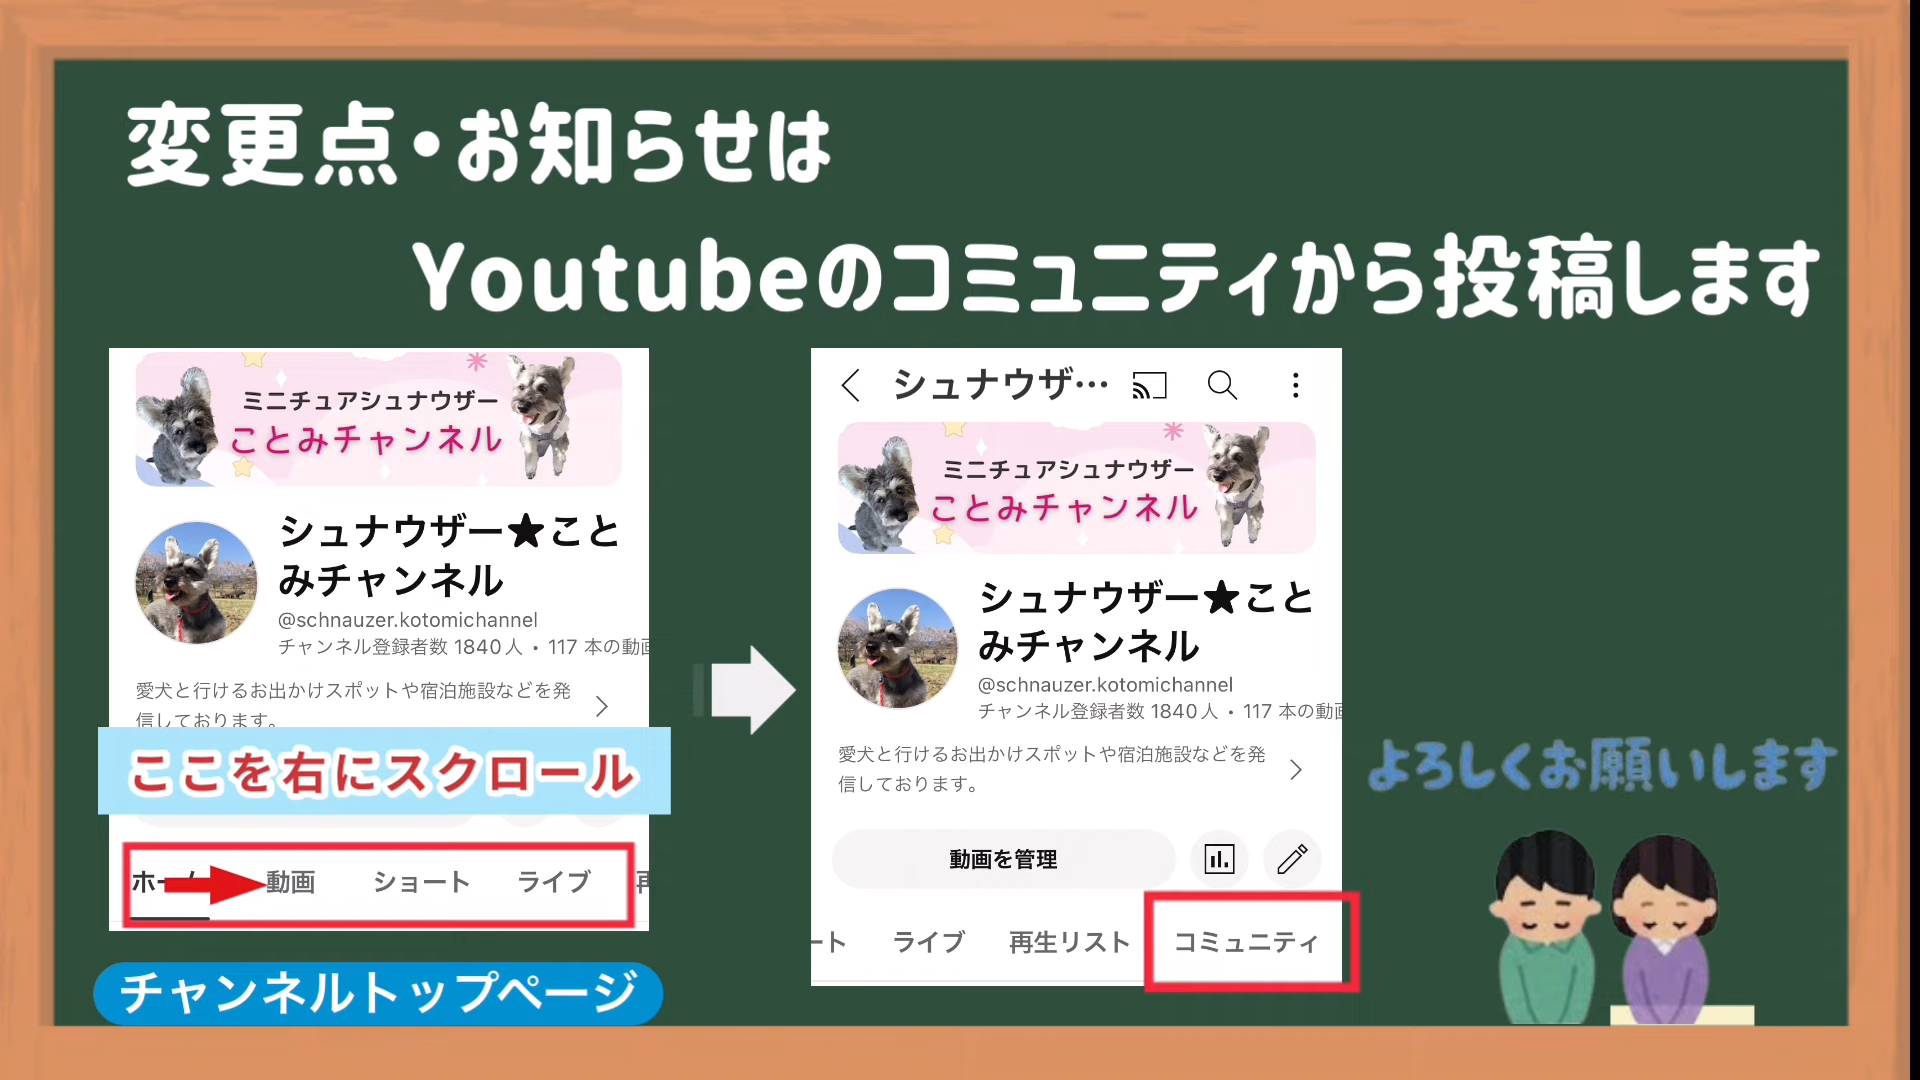 変更点・お知らせは
Youtubeのコミュニティから投稿します
ミニチュアシュナウザー
ことみチャンネル
シュナウザー★こと
みチャンネル
@schnauzer.kotomichannel
チャンネル登録者数 1840人・117 本の動画
愛犬と行けるお出かけスポットや宿泊施設などを発
信しております。
ここを右にスクロール
ホーム 動画 ショート ライブ 再
チャンネルトップページ
シュナウザ…
ミニチュアシュナウザー
ことみチャンネル
シュナウザー★こと
みチャンネル
@schnauzer.kotomichannel
チャンネル登録者数 1840人・117 本の動画
愛犬と行けるお出かけスポットや宿泊施設などを発
信しております。
動画を管理
ート ライブ 再生リスト コミュニティ
よろしくお願いします